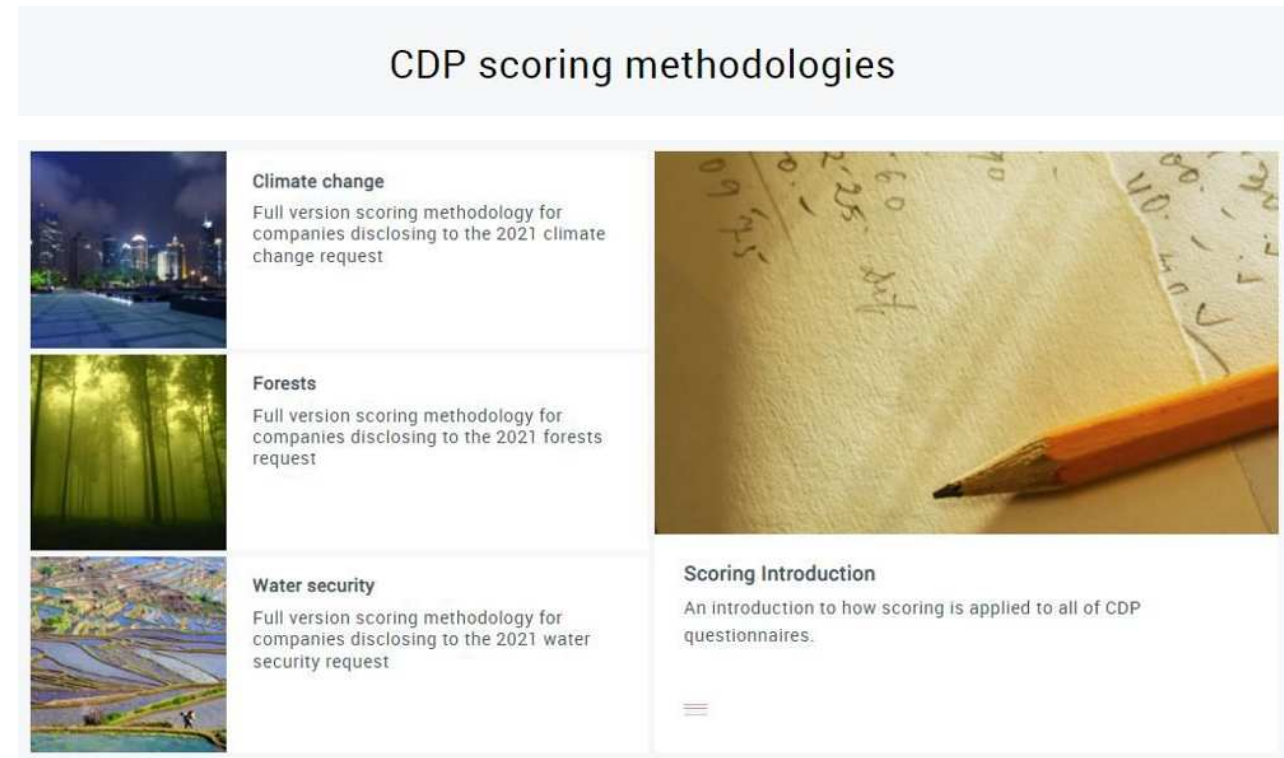 CDP scoring methodologies
Climate change
Full version scoring methodology for
companies disclosing to the 2021 climate
change request
Forests
Full version scoring methodology for
companies disclosing to the 2021 forests
request
Water security
Full version scoring methodology for
companies disclosing to the 2021 water
security request
Scoring Introduction
An introduction to how scoring is applied to all of CDP
questionnaires.